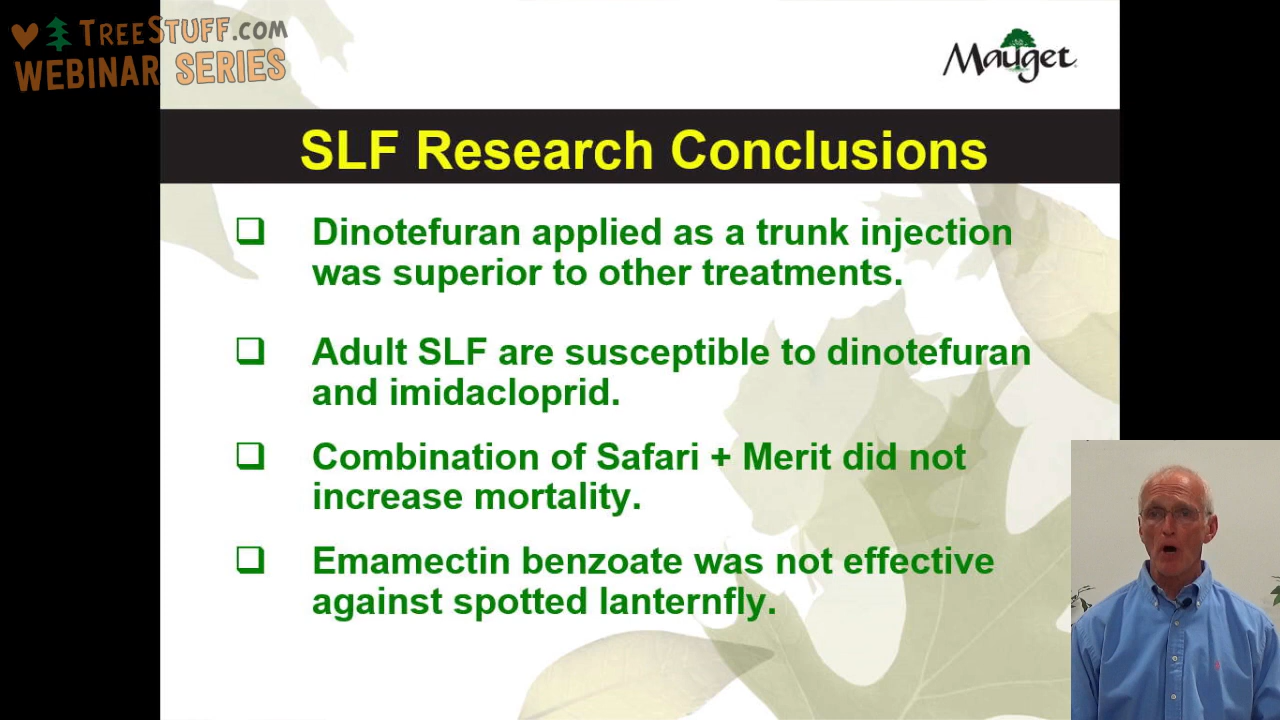 TREESTUFF.COM
WEBINAR SERIES
Mauget
SLF Research Conclusions
Dinotefuran applied as a trunk injection
was superior to other treatments.
Adult SLF are susceptible to dinotefuran
and imidacloprid.
Combination of Safari + Merit did not
increase mortality.
Emamectin benzoate was not effective
against spotted lanternfly.